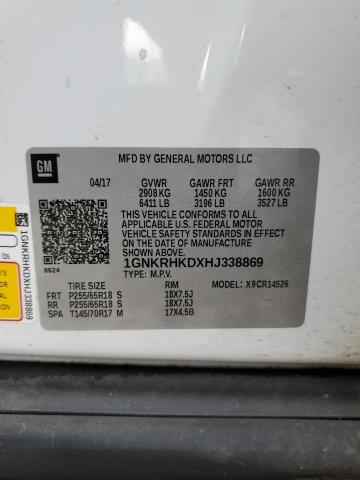 GM
MFD BY GENERAL MOTORS LLC
04/17 GVWR GAWR FRT GAWR RR
2908 KG 1450 KG 1600 KG
6411 LB 3196 LB 3527 LB
THIS VEHICLE CONFORMS TO ALL
APPLICABLE U.S. FEDERAL MOTOR
VEHICLE SAFETY STANDARDS IN
EFFECT ON THE DATE OF MANUFACTURE
SHOWN ABOVE.
1GNKRHKDXHJ338869
8624
TYPE: M.P.V.
TIRE SIZE RIM MODEL: X9CR14526
FRT P255/65R18 S 18X7.5J
RR P255/65R18 S 18X7.5J
SPA T145/70R17 M 17X4.5B
1GNKRHKDXHJ338869
lbs.